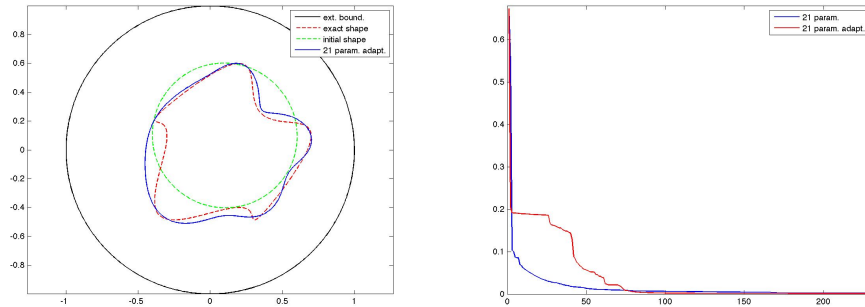 ext. bound.
exact shape
initial shape
21 param. adapt.
0.8
0.6
0.4
0.2
0
-0.2
-0.4
-0.6
-0.8
-1 -0.5 0 0.5 1
21 param.
21 param. adapt.
0.6
0.5
0.4
0.3
0.2
0.1
0
0 50 100 150 200